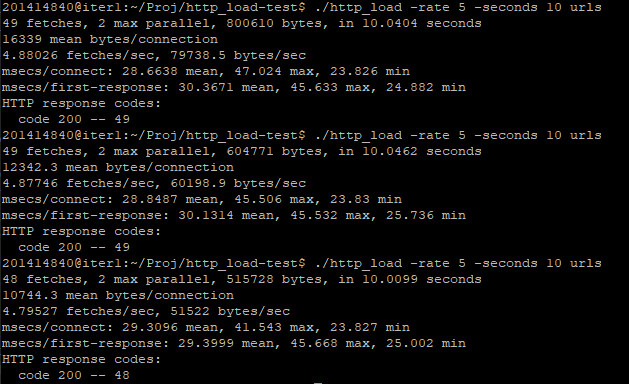 201414840@iter1:~/Proj/http_load-test$ ./http_load -rate 5 -seconds 10 urls
49 fetches, 2 max parallel, 800610 bytes, in 10.0404 seconds
16339 mean bytes/connection
4.88026 fetches/sec, 79738.5 bytes/sec
msecs/connect: 28.6638 mean, 47.024 max, 23.826 min
msecs/first-response: 30.3671 mean, 45.633 max, 24.882 min
HTTP response codes:
  code 200 -- 49
201414840@iter1:~/Proj/http_load-test$ ./http_load -rate 5 -seconds 10 urls
49 fetches, 2 max parallel, 604771 bytes, in 10.0462 seconds
12342.3 mean bytes/connection
4.87746 fetches/sec, 60198.9 bytes/sec
msecs/connect: 28.8487 mean, 45.506 max, 23.83 min
msecs/first-response: 30.1314 mean, 45.532 max, 25.736 min
HTTP response codes:
  code 200 -- 49
201414840@iter1:~/Proj/http_load-test$ ./http_load -rate 5 -seconds 10 urls
48 fetches, 2 max parallel, 515728 bytes, in 10.0099 seconds
10744.3 mean bytes/connection
4.79527 fetches/sec, 51522 bytes/sec
msecs/connect: 29.3096 mean, 41.543 max, 23.827 min
msecs/first-response: 29.3999 mean, 45.668 max, 25.002 min
HTTP response codes:
  code 200 -- 48